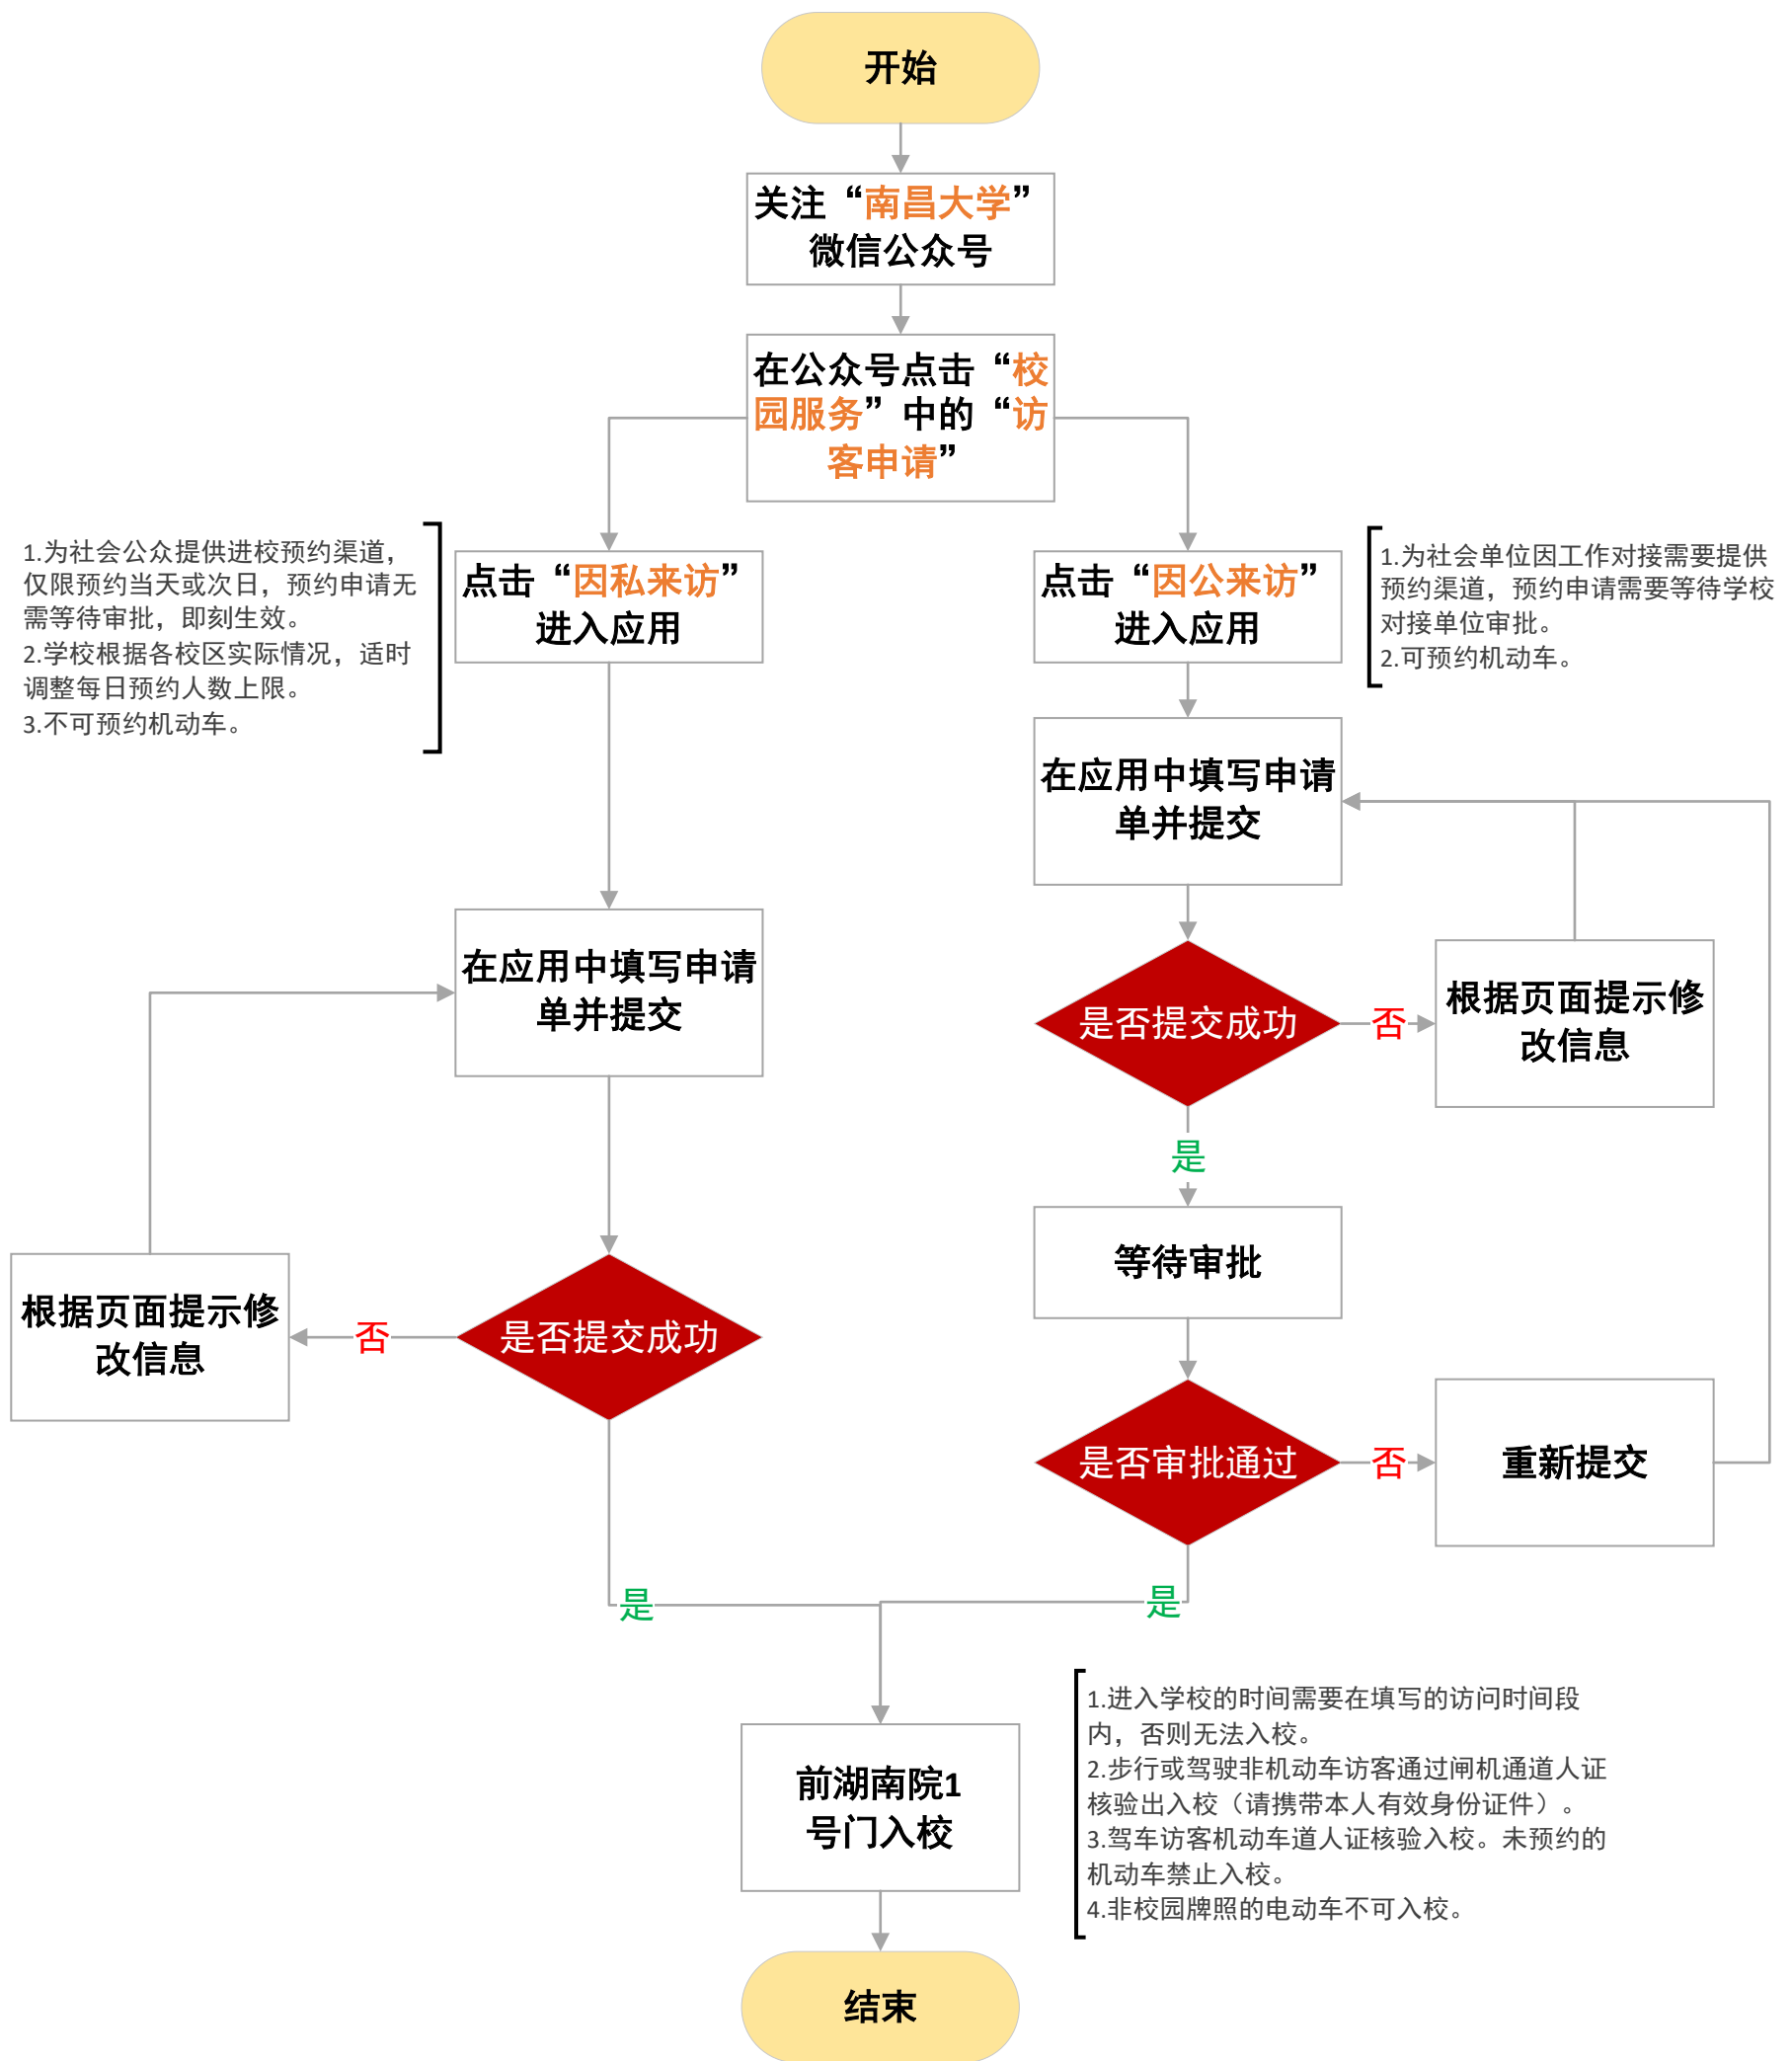 开始
关注“南昌大学”
微信公众号
在公众号点击“校
园服务”中的“访
客申请”
1.为社会公众提供进校预约渠道，
仅限预约当天或次日，预约申请无
需等待审批，即刻生效。
2.学校根据各校区实际情况，适时
调整每日预约人数上限。
3.不可预约机动车。
点击“因私来访”
进入应用
点击“因公来访”
进入应用
1.为社会单位因工作对接需要提供
预约渠道，预约申请需要等待学校
对接单位审批。
2.可预约机动车。
在应用中填写申请
单并提交
在应用中填写申请
单并提交
是否提交成功
否
根据页面提示修
改信息
是
等待审批
根据页面提示修
改信息
否
是否提交成功
是否审批通过
否
重新提交
是
是
前湖南院1
号门入校
1.进入学校的时间需要在填写的访问时间段
内，否则无法入校。
2.步行或驾驶非机动车访客通过闸机通道人证
核验出入校（请携带本人有效身份证件）。
3.驾车访客机动车道人证核验入校。未预约的
机动车禁止入校。
4.非校园牌照的电动车不可入校。
结束